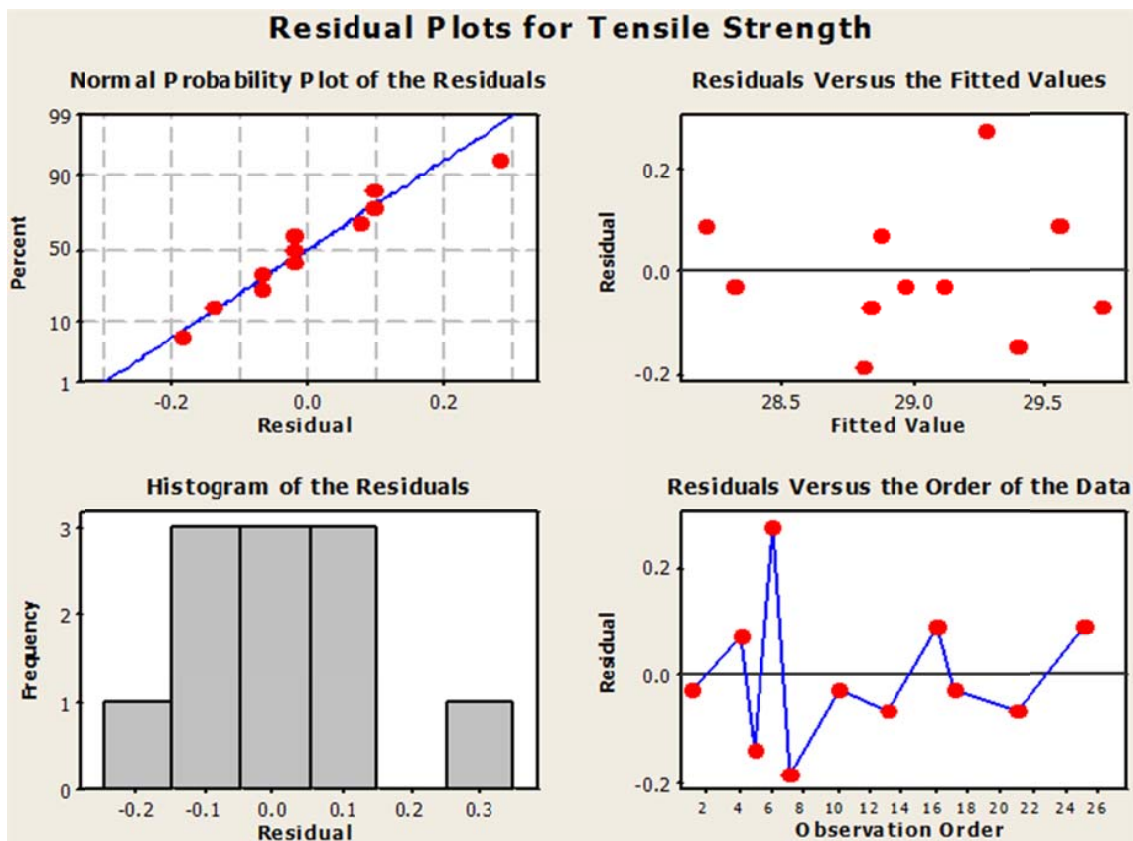 Residual Plots for Tensile Strength
Normal Probability Plot of the Residuals
99
90
50
10
1
Percent
-0.2 0.0 0.2
Residual
Residuals Versus the Fitted Values
0.2
0.0
-0.2
Residual
28.5 29.0 29.5
Fitted Value
Histogram of the Residuals
3
2
1
0
Frequency
-0.2 -0.1 0.0 0.1 0.2 0.3
Residual
Residuals Versus the Order of the Data
0.2
0.0
-0.2
Residual
2 4 6 8 10 12 14 16 18 20 22 24 26
Observation Order